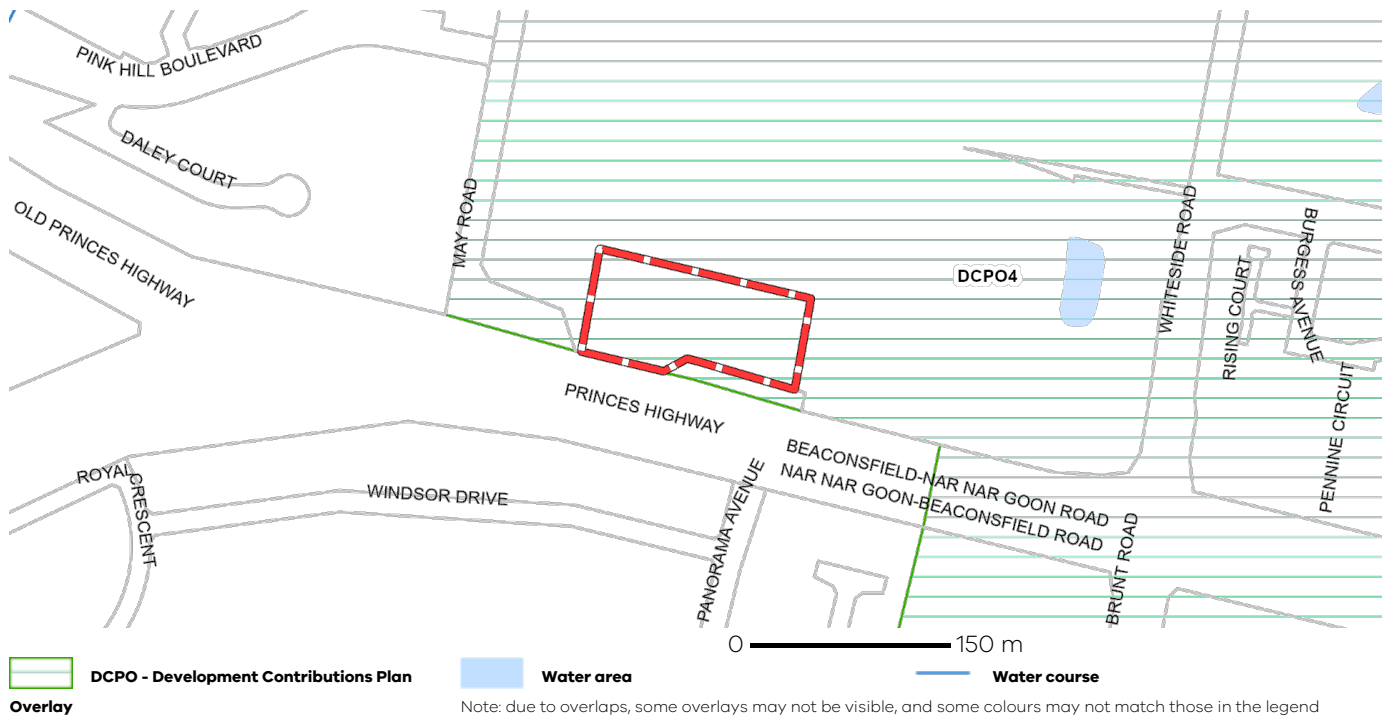 PINK HILL BOULEVARD
DALEY COURT
OLD PRINCES HIGHWAY
MAY ROAD
DCPO4
WHITESIDE ROAD
RISING COURT
BURGESS AVENUE
PENNINE CIRCUIT
PRINCES HIGHWAY
BEACONSFIELD-NAR NAR GOON ROAD
NAR NAR GOON-BEACONSFIELD ROAD
ROYAL CRESCENT
WINDSOR DRIVE
PANORAMA AVENUE
BRUNT ROAD
0 150 m
DCPO - Development Contributions Plan
Overlay
Water area
Water course
Note: due to overlaps, some overlays may not be visible, and some colours may not match those in the legend